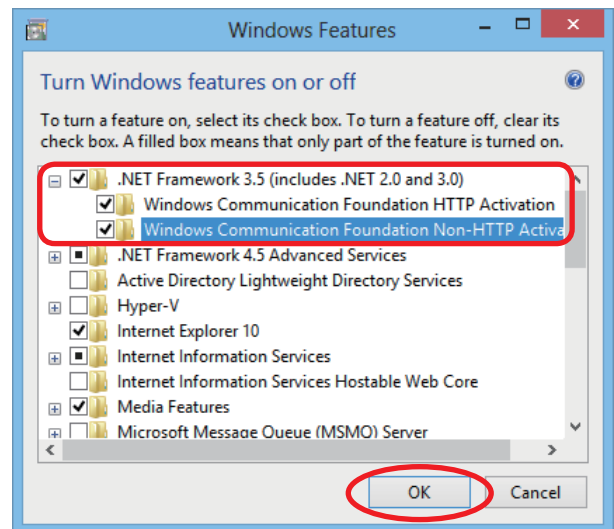 Windows Features
Turn Windows features on or off
To turn a feature on, select its check box. To turn a feature off, clear its
check box. A filled box means that only part of the feature is turned on.
.NET Framework 3.5 (includes .NET 2.0 and 3.0)
Windows Communication Foundation HTTP Activation
Windows Communication Foundation Non-HTTP Activa
.NET Framework 4.5 Advanced Services
Active Directory Lightweight Directory Services
Hyper-V
Internet Explorer 10
Internet Information Services
Internet Information Services Hostable Web Core
Media Features
Microsoft Message Queue (MSMQ) Server
OK Cancel